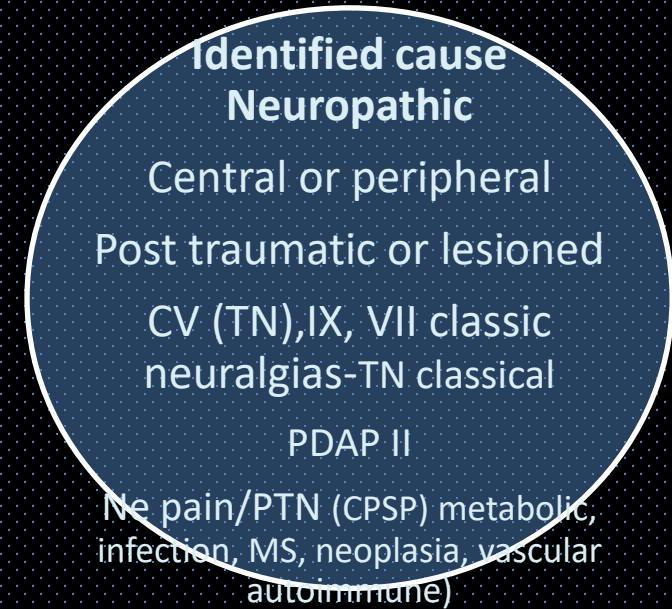 Identified cause
Neuropathic
Central or peripheral
Post traumatic or lesioned
CV (TN),IX, VII classic
neuralgias-TN classical
PDAP II
Ne pain/PTN (CPSP) metabolic,
infection, MS, neoplasia, vascular
autoimmune)